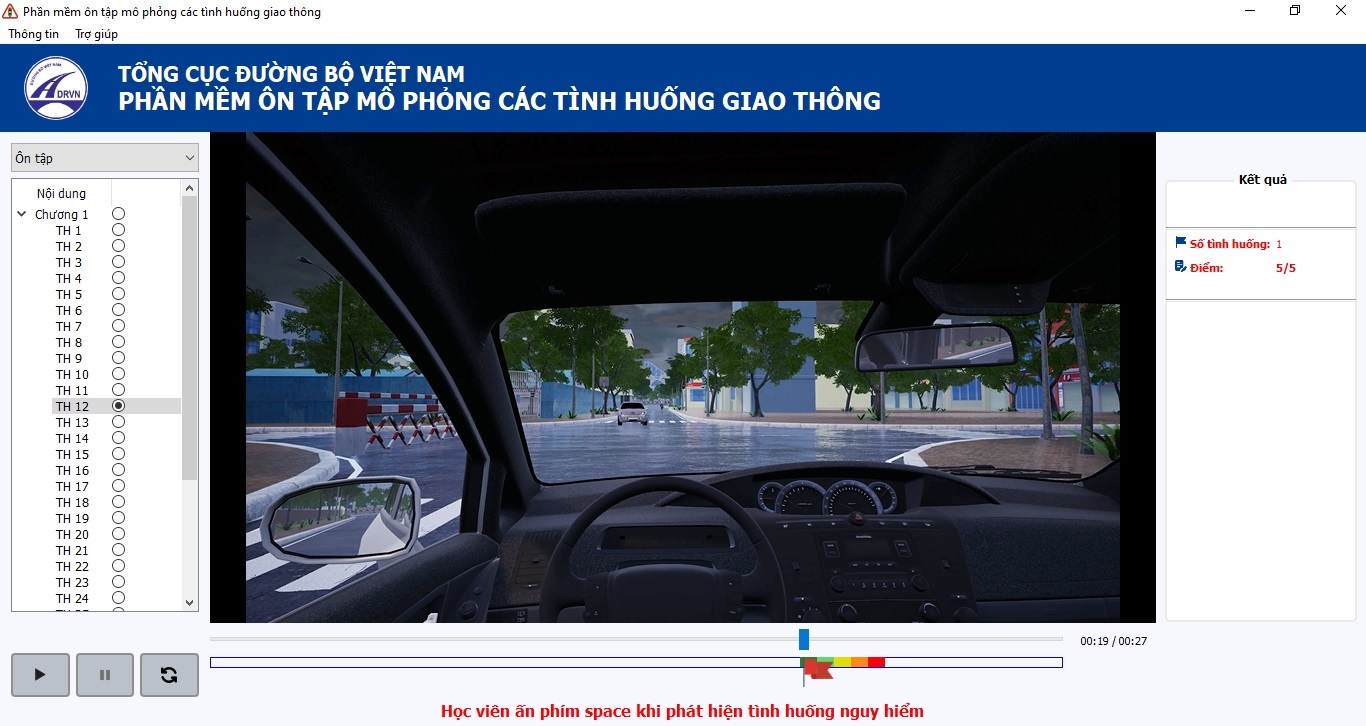 Phần mềm ôn tập mô phỏng các tình huống giao thông
Thông tin Trợ giúp
TỔNG CỤC ĐƯỜNG BỘ VIỆT NAM
PHẦN MỀM ÔN TẬP MÔ PHỎNG CÁC TÌNH HUỐNG GIAO THÔNG
DRVN
Ôn tập
Nội dung
Chương 1
TH 1
TH 2
TH 3
TH 4
TH 5
TH 6
TH 7
TH 8
TH 9
TH 10
TH 11
TH 12
TH 13
TH 14
TH 15
TH 16
TH 17
TH 18
TH 19
TH 20
TH 21
TH 22
TH 23
TH 24
Kết quả
Số tình huống: 1
Điểm: 5/5
00:19 / 00:27
Học viên ấn phím space khi phát hiện tình huống nguy hiểm